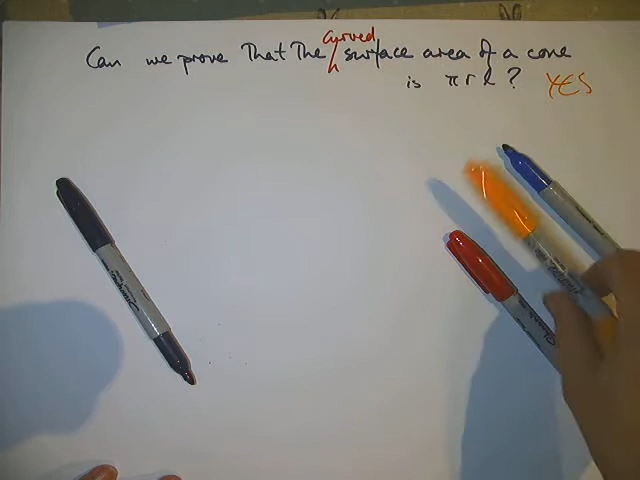 Can we prove That The curved surface area of a cone
is πrl? YES